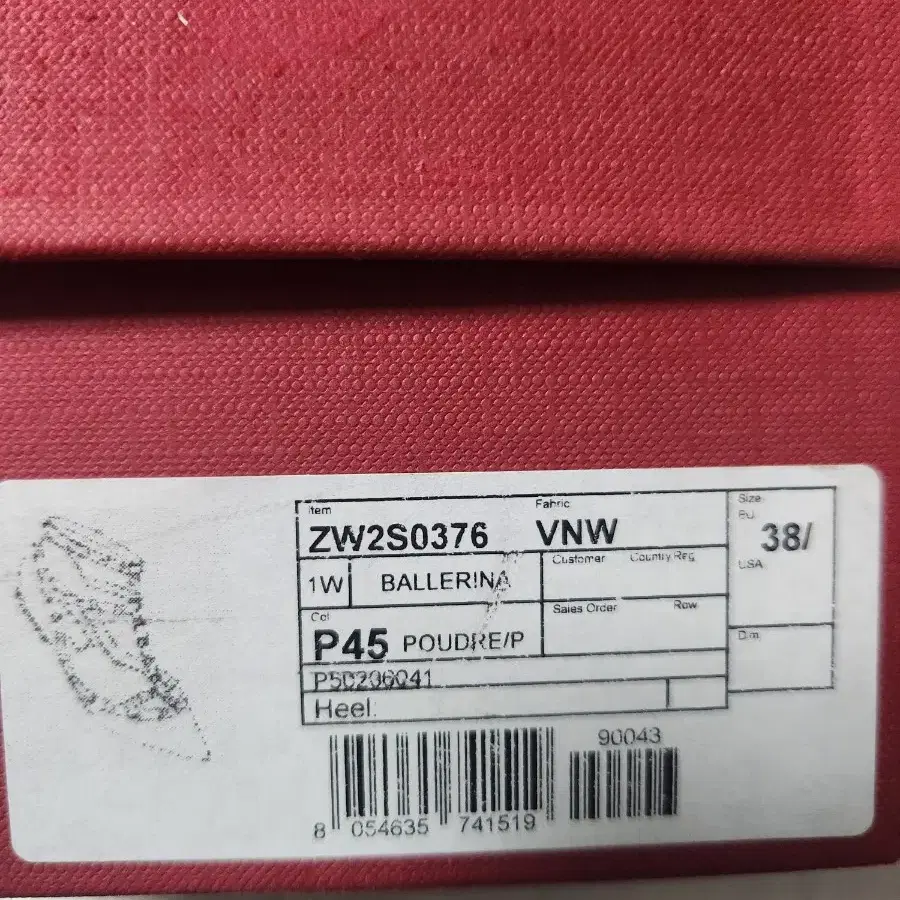 Item Fabric Size
ZW2S0376 VNW EU 38/
1W BALLERINA Customer Country Reg USA
Col Sales Order Row
P45 POUDRE/P Dim
P50206041
Heel:
90043
8 054635 741519